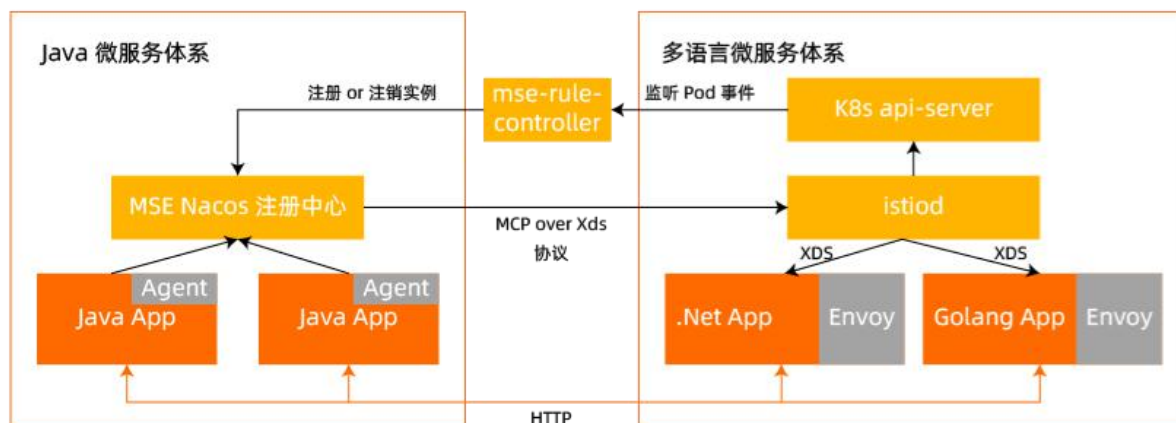 Java 微服务体系
多语言微服务体系
注册 or 注销实例
mse-rule-
controller
监听 Pod 事件
K8s api-server
MSE Nacos 注册中心
MCP over Xds
协议
istiod
XDS
XDS
Agent
Java App
Agent
Java App
.Net App
Envoy
Golang App
Envoy
HTTP